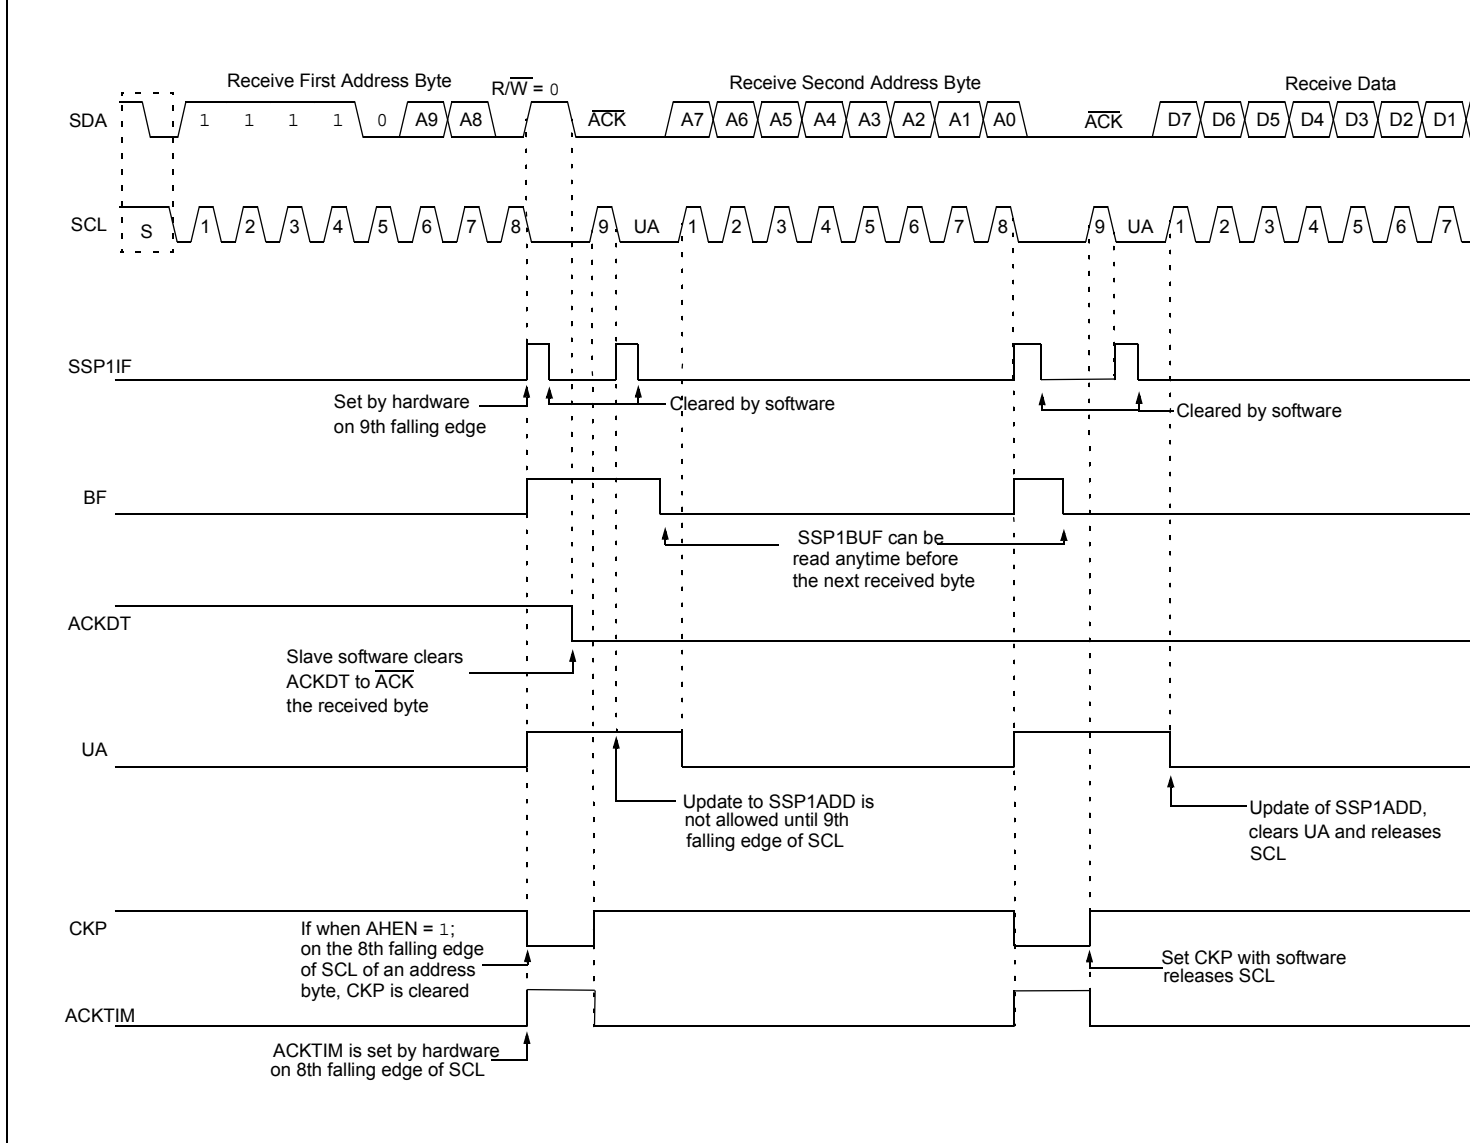 Receive First Address Byte
R/W = 0
Receive Second Address Byte
Receive Data
SDA
1 1 1 1 0 A9 A8
ACK
A7 A6 A5 A4 A3 A2 A1 A0
ACK
D7 D6 D5 D4 D3 D2 D1
SCL
S
1 2 3 4 5 6 7 8 9 UA 1 2 3 4 5 6 7 8 9 UA 1 2 3 4 5 6 7
SSP1IF
Set by hardware
on 9th falling edge
Cleared by software
Cleared by software
BF
SSP1BUF can be
read anytime before
the next received byte
ACKDT
Slave software clears
ACKDT to ACK
the received byte
UA
Update to SSP1ADD is
not allowed until 9th
falling edge of SCL
Update of SSP1ADD,
clears UA and releases
SCL
CKP
If when AHEN = 1;
on the 8th falling edge
of SCL of an address
byte, CKP is cleared
Set CKP with software
releases SCL
ACKTIM
ACKTIM is set by hardware
on 8th falling edge of SCL